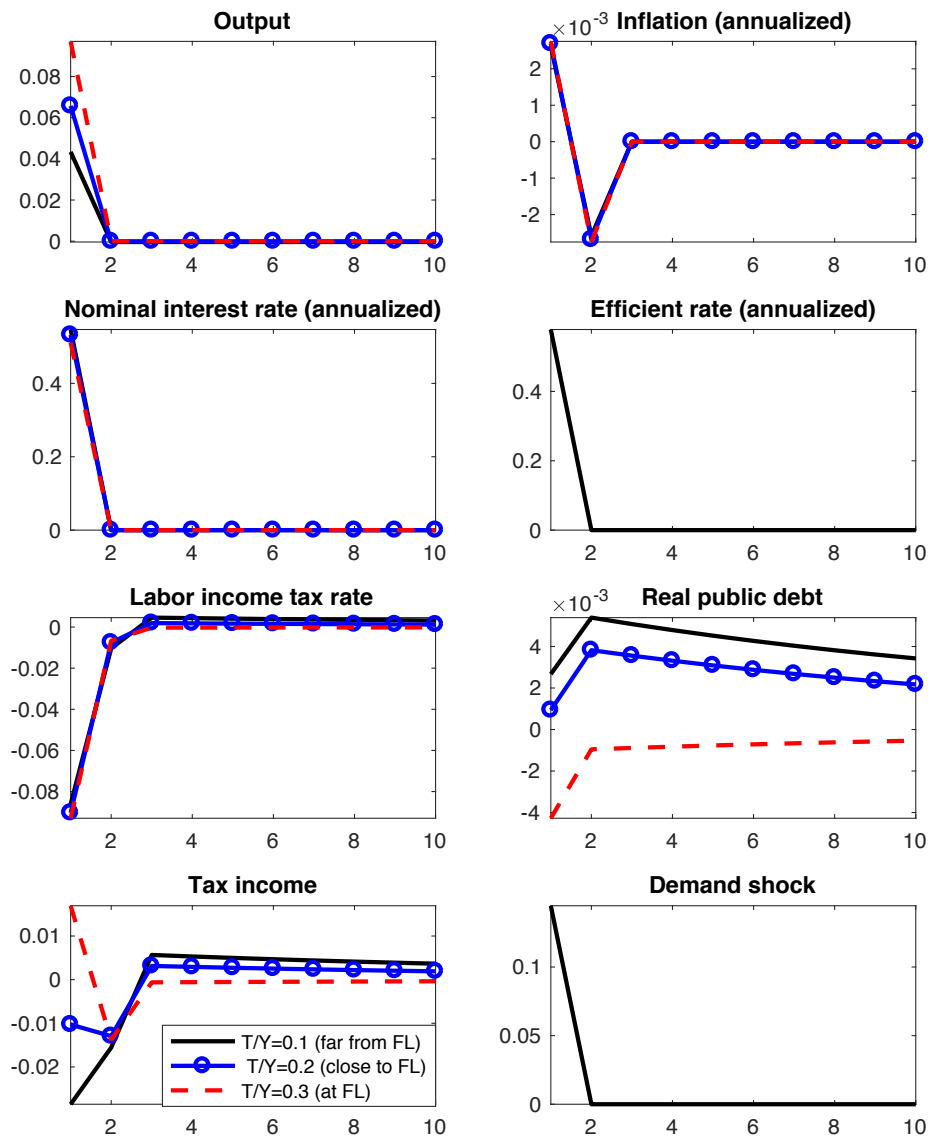 Output
0.08
0.06
0.04
0.02
0
2 4 6 8 10
×10⁻³ Inflation (annualized)
2
1
0
-1
-2
2 4 6 8 10
Nominal interest rate (annualized)
0.4
0.2
0
2 4 6 8 10
Efficient rate (annualized)
0.4
0.2
0
2 4 6 8 10
Labor income tax rate
0
-0.02
-0.04
-0.06
-0.08
2 4 6 8 10
Real public debt
×10⁻³
4
2
0
-2
-4
2 4 6 8 10
Tax income
0.01
0
-0.01
-0.02
T/Y=0.1 (far from FL)
T/Y=0.2 (close to FL)
T/Y=0.3 (at FL)
2 4 6 8 10
Demand shock
0.1
0.05
0
2 4 6 8 10